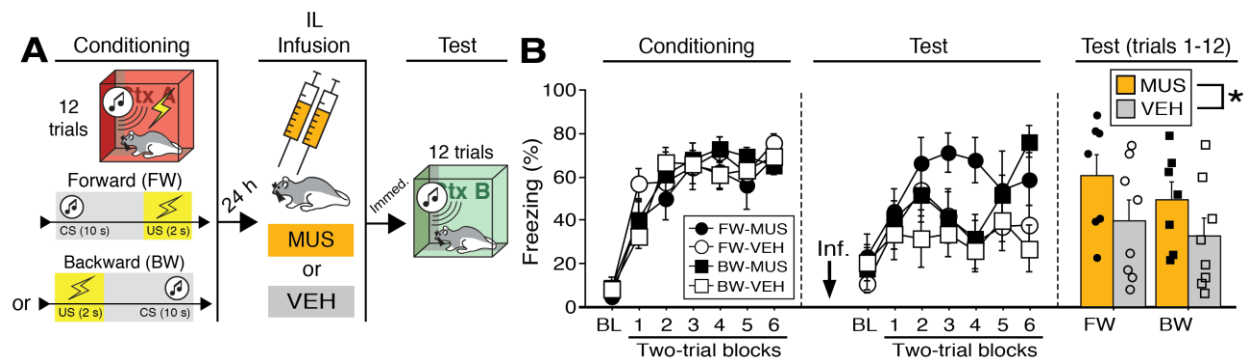 A
Conditioning
IL
Infusion
Test
12
trials
Ctx A
Forward (FW)
CS (10 s)
US (2 s)
Backward (BW)
or
US (2 s)
CS (10 s)
24 h
MUS
or
VEH
Immed.
12 trials
Ctx B
B
Conditioning
Test
Test (trials 1-12)
Freezing (%)
100
80
60
40
20
0
FW-MUS
FW-VEH
BW-MUS
BW-VEH
Inf.
BL 1 2 3 4 5 6
Two-trial blocks
BL 1 2 3 4 5 6
Two-trial blocks
MUS
VEH
*
FW BW